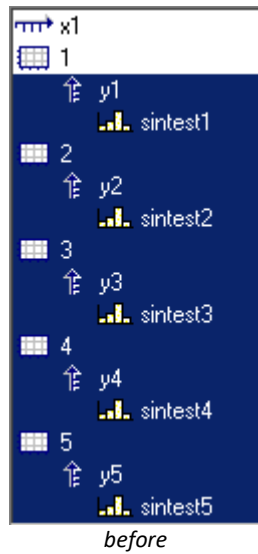 x1
1
y1
sintest1
2
y2
sintest2
3
y3
sintest3
4
y4
sintest4
5
y5
sintest5
before